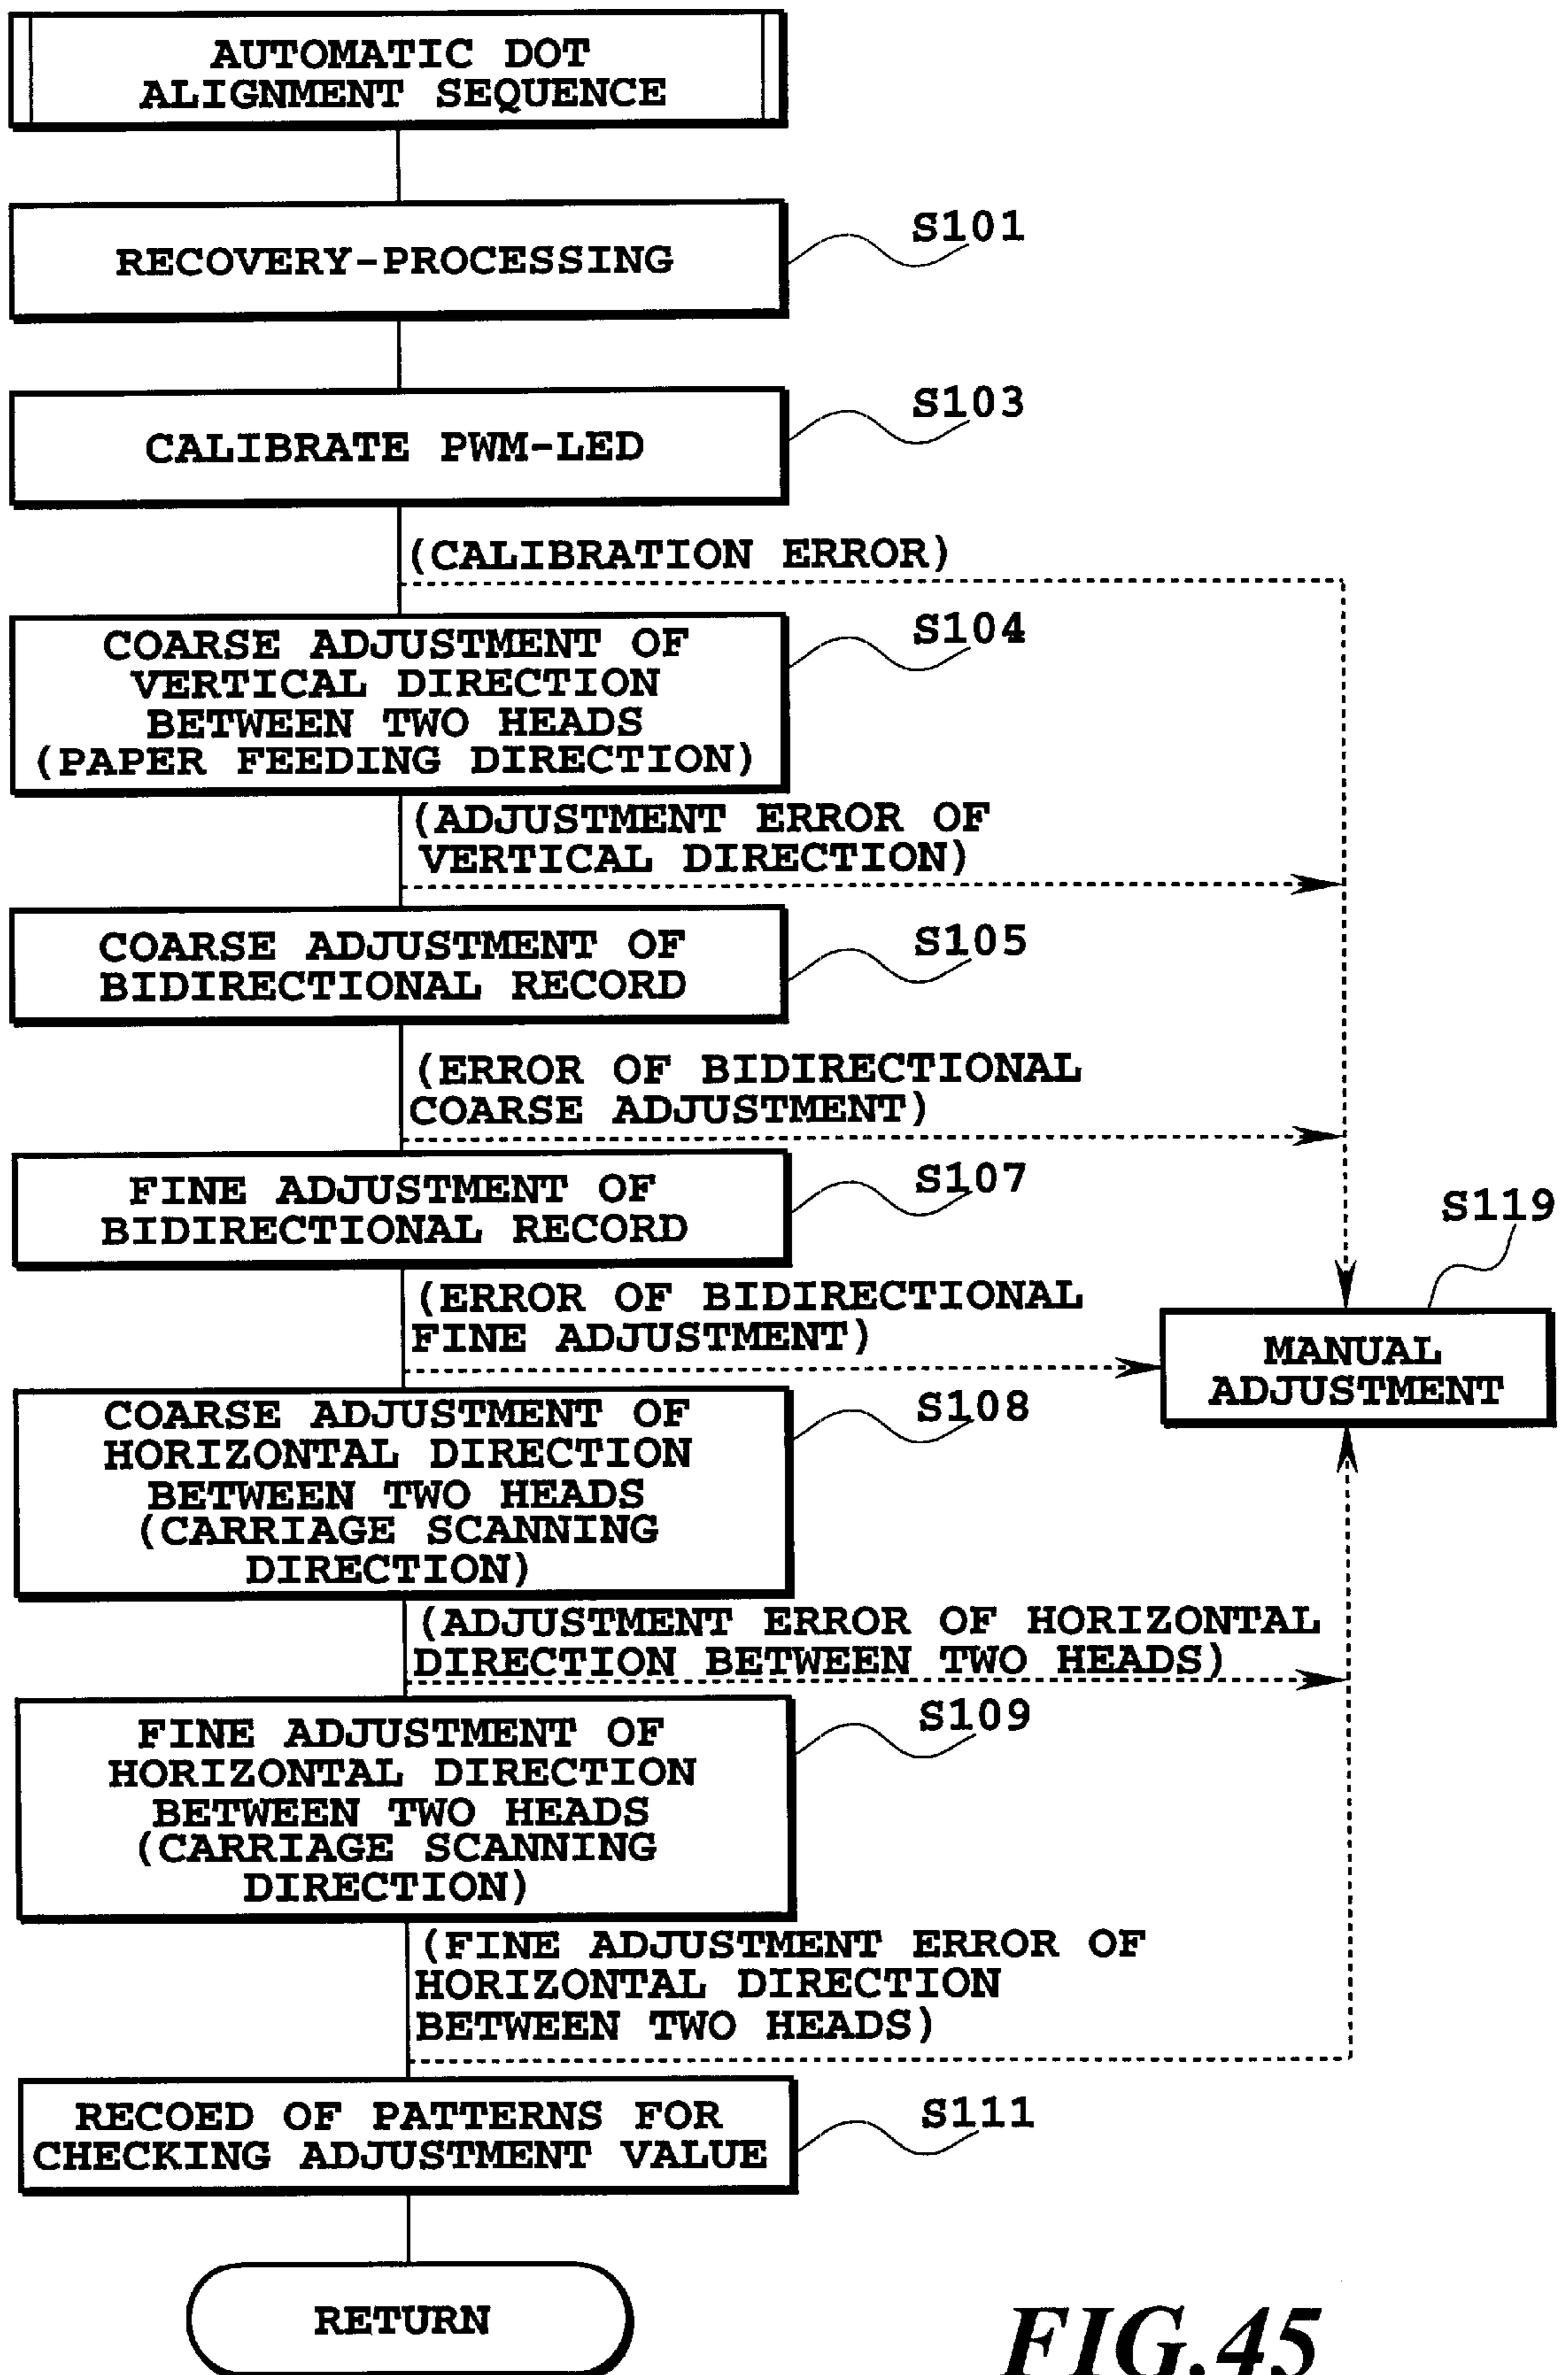 AUTOMATIC DOT
ALIGNMENT SEQUENCE
RECOVERY-PROCESSING
S101
CALIBRATE PWM-LED
S103
(CALIBRATION ERROR)
COARSE ADJUSTMENT OF
VERTICAL DIRECTION
BETWEEN TWO HEADS
(PAPER FEEDING DIRECTION)
S104
(ADJUSTMENT ERROR OF
VERTICAL DIRECTION)
COARSE ADJUSTMENT OF
BIDIRECTIONAL RECORD
S105
(ERROR OF BIDIRECTIONAL
COARSE ADJUSTMENT)
FINE ADJUSTMENT OF
BIDIRECTIONAL RECORD
S107
(ERROR OF BIDIRECTIONAL
FINE ADJUSTMENT)
S119
MANUAL
ADJUSTMENT
COARSE ADJUSTMENT OF
HORIZONTAL DIRECTION
BETWEEN TWO HEADS
(CARRIAGE SCANNING
DIRECTION)
S108
(ADJUSTMENT ERROR OF HORIZONTAL
DIRECTION BETWEEN TWO HEADS)
FINE ADJUSTMENT OF
HORIZONTAL DIRECTION
BETWEEN TWO HEADS
(CARRIAGE SCANNING
DIRECTION)
S109
(FINE ADJUSTMENT ERROR OF
HORIZONTAL DIRECTION
BETWEEN TWO HEADS)
RECOED OF PATTERNS FOR
CHECKING ADJUSTMENT VALUE
S111
RETURN
FIG.45